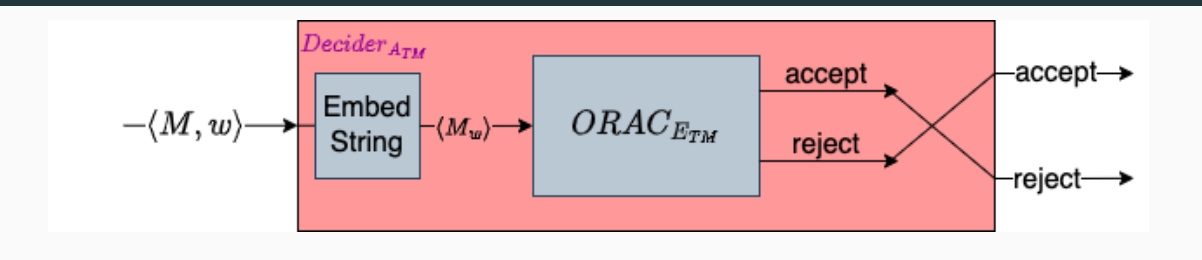 Decider_{A_{TM}}
–⟨M, w⟩
Embed
String
⟨M_w⟩
ORAC_{E_{TM}}
accept
reject
accept
reject